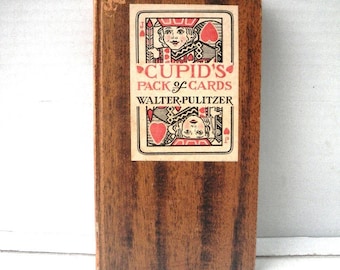 CUPID'S
PACK of CARDS
WALTER·PULITZER